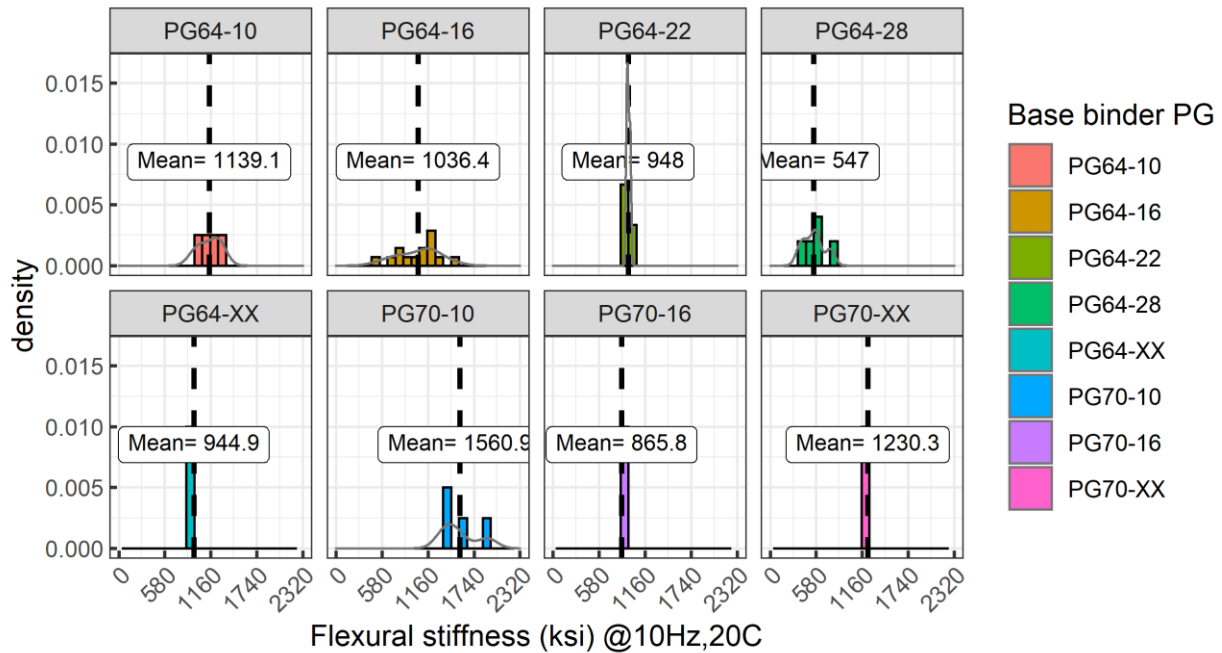 PG64-10 PG64-16 PG64-22 PG64-28
0.015
0.010
0.005
0.000
Mean= 1139.1 Mean= 1036.4 Mean= 948 Mean= 547
density
PG64-XX PG70-10 PG70-16 PG70-XX
0.015
0.010
0.005
0.000
Mean= 944.9 Mean= 1560.9 Mean= 865.8 Mean= 1230.3
0 580 1160 1740 2320 0 580 1160 1740 2320 0 580 1160 1740 2320 0 580 1160 1740 2320
Flexural stiffness (ksi) @10Hz,20C
Base binder PG
PG64-10
PG64-16
PG64-22
PG64-28
PG64-XX
PG70-10
PG70-16
PG70-XX